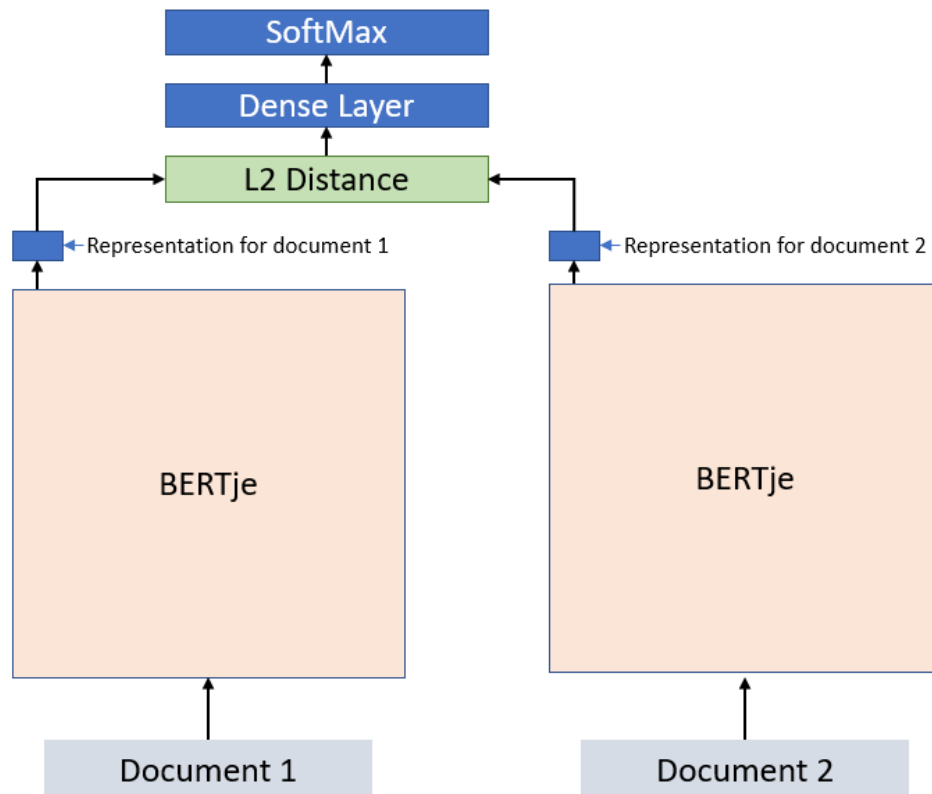 SoftMax
Dense Layer
L2 Distance
Representation for document 1
Representation for document 2
BERTje
BERTje
Document 1
Document 2